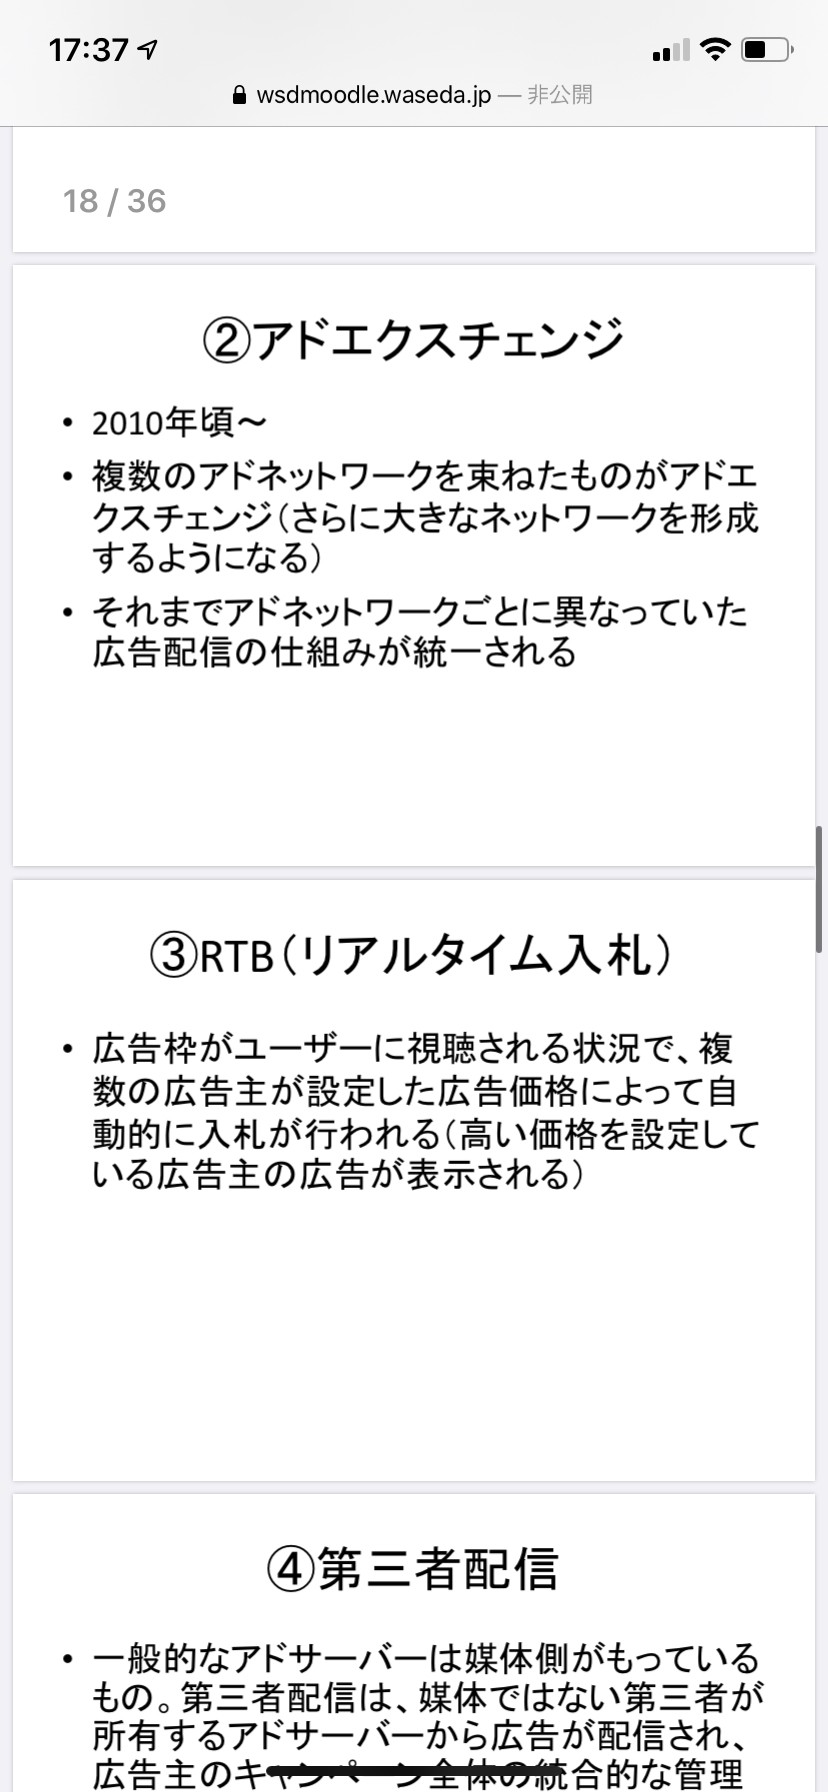 17:37
wsdmoodle.waseda.jp — 非公開
18 / 36
②アドエクスチェンジ
• 2010年頃～
• 複数のアドネットワークを束ねたものがアドエ
クスチェンジ（さらに大きなネットワークを形成
するようになる）
• それまでアドネットワークごとに異なっていた
広告配信の仕組みが統一される
③RTB（リアルタイム入札）
• 広告枠がユーザーに視聴される状況で、複
数の広告主が設定した広告価格によって自
動的に入札が行われる（高い価格を設定して
いる広告主の広告が表示される）
④第三者配信
• 一般的なアドサーバーは媒体側がもっている
もの。第三者配信は、媒体ではない第三者が
所有するアドサーバーから広告が配信され、
広告主のキャンペーン全体の統合的な管理